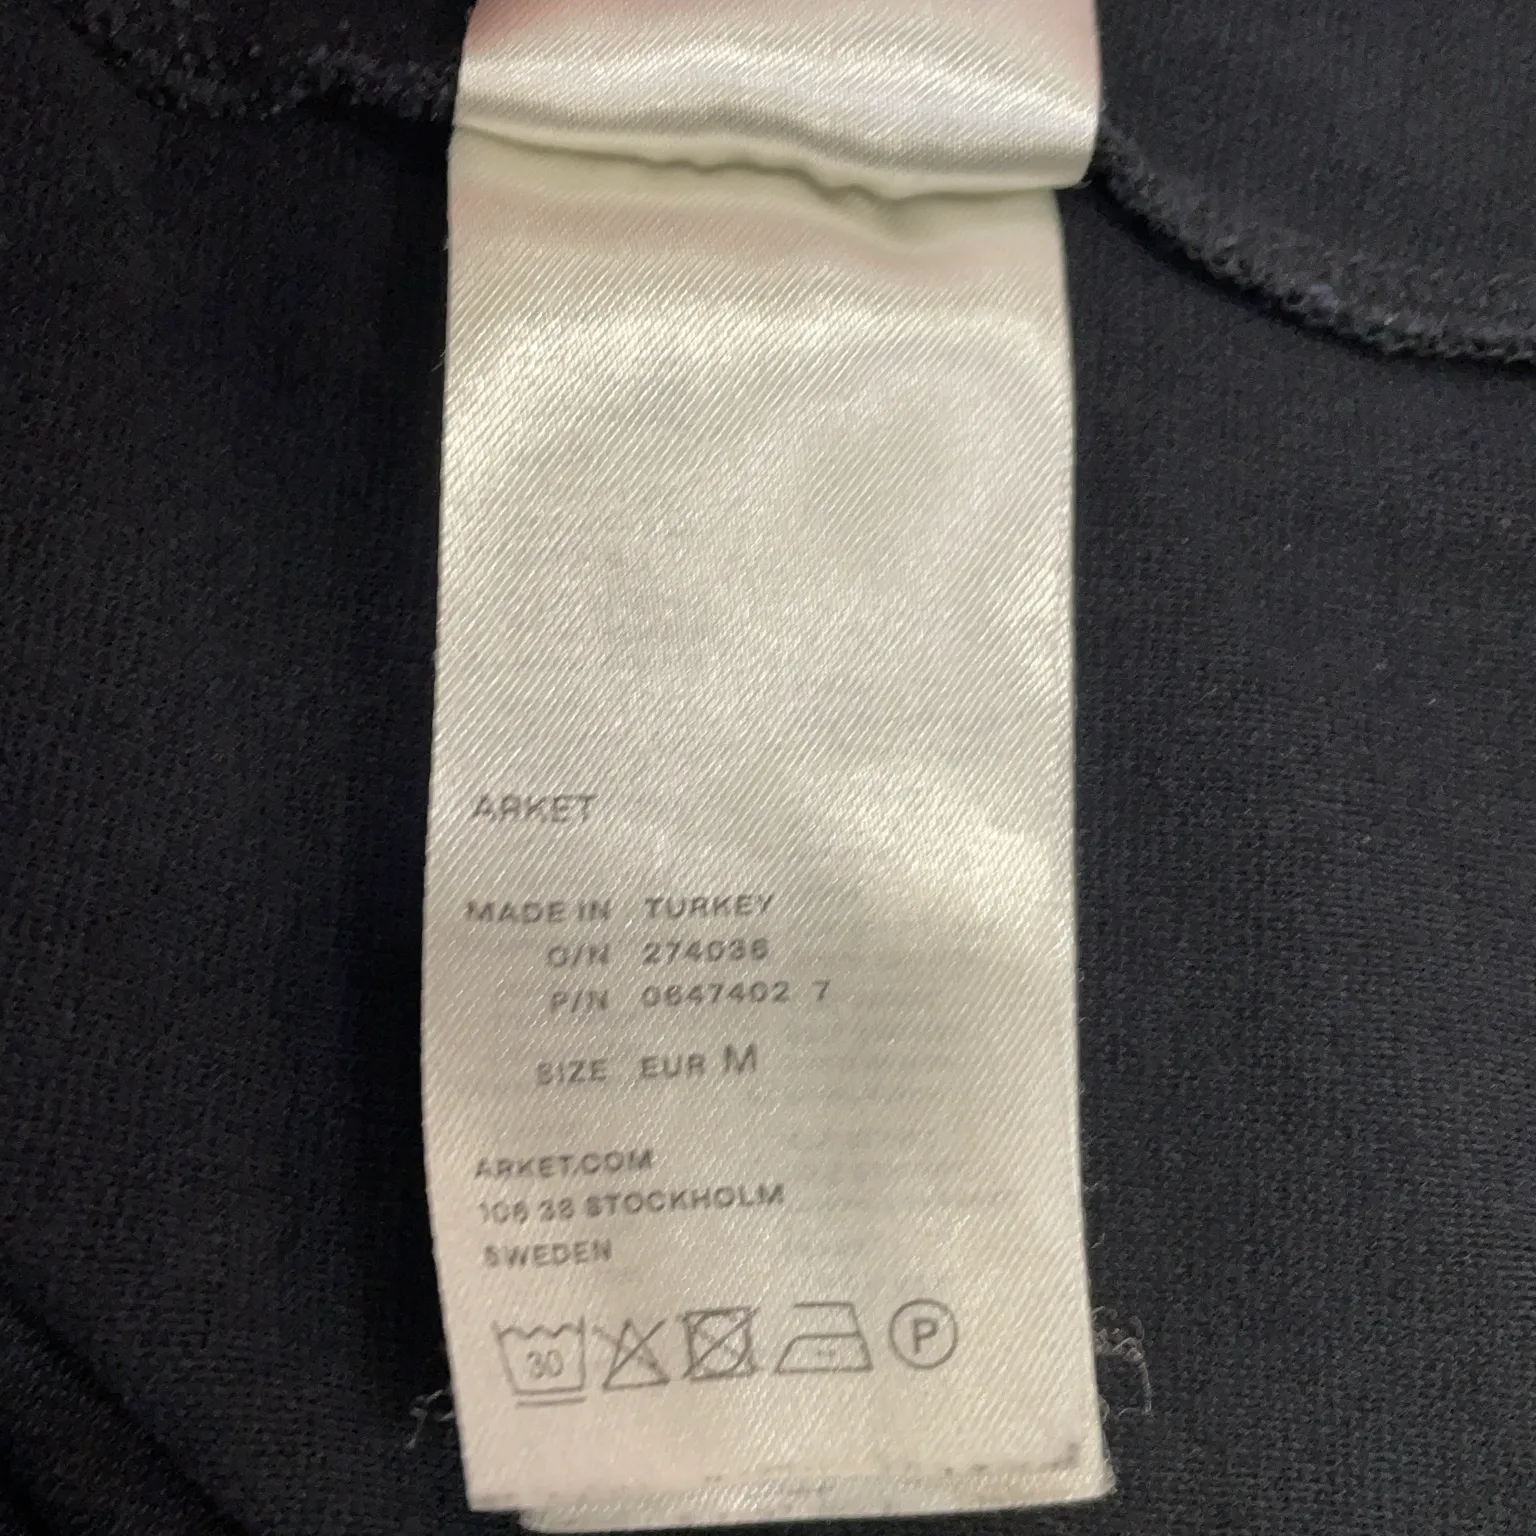 ARKET
MADE IN TURKEY
O/N 274036
P/N 0647402 7
SIZE EUR M
ARKET.COM
106 38 STOCKHOLM
SWEDEN
30
P